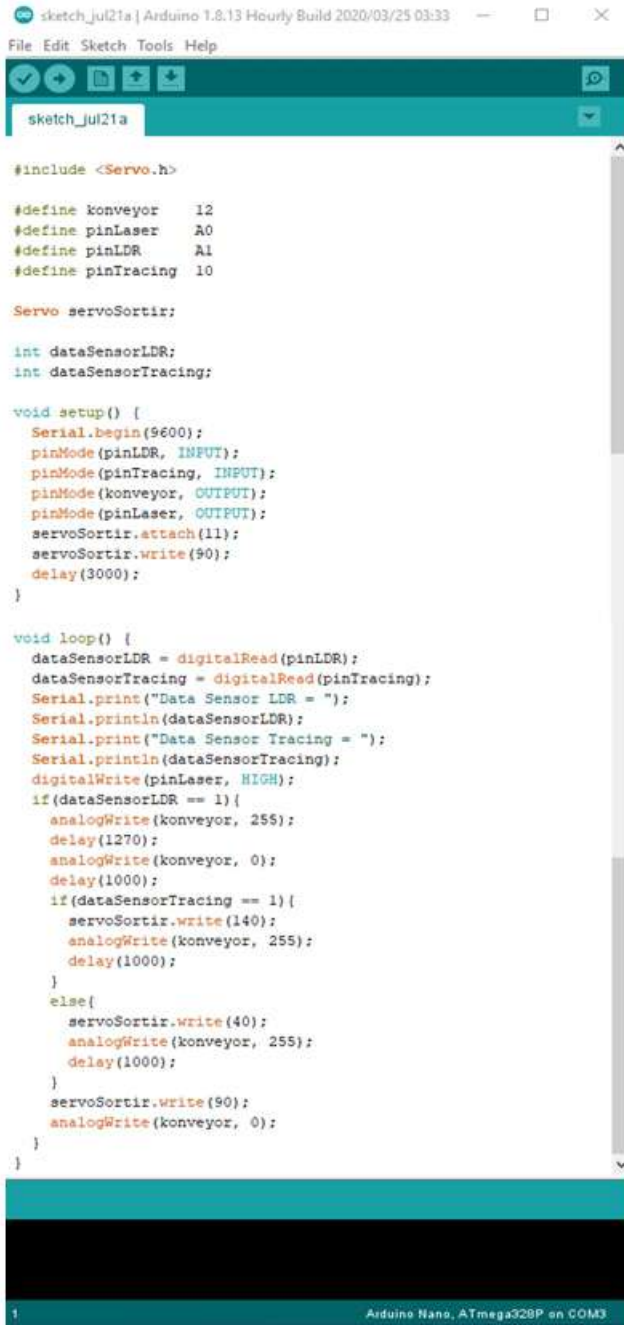 sketch_jul21a | Arduino 1.8.13 Hourly Build 2020/03/25 03:33
File Edit Sketch Tools Help
sketch_jul21a
#include <Servo.h>
#define konveyor    12
#define pinLaser    A0
#define pinLDR      A1
#define pinTracing  10
Servo servoSortir;
int dataSensorLDR;
int dataSensorTracing;
void setup() {
  Serial.begin(9600);
  pinMode(pinLDR, INPUT);
  pinMode(pinTracing, INPUT);
  pinMode(konveyor, OUTPUT);
  pinMode(pinLaser, OUTPUT);
  servoSortir.attach(11);
  servoSortir.write(90);
  delay(3000);
}
void loop() {
  dataSensorLDR = digitalRead(pinLDR);
  dataSensorTracing = digitalRead(pinTracing);
  Serial.print("Data Sensor LDR = ");
  Serial.println(dataSensorLDR);
  Serial.print("Data Sensor Tracing = ");
  Serial.println(dataSensorTracing);
  digitalWrite(pinLaser, HIGH);
  if(dataSensorLDR == 1){
    analogWrite(konveyor, 255);
    delay(1270);
    analogWrite(konveyor, 0);
    delay(1000);
    if(dataSensorTracing == 1){
      servoSortir.write(140);
      analogWrite(konveyor, 255);
      delay(1000);
    }
    else{
      servoSortir.write(40);
      analogWrite(konveyor, 255);
      delay(1000);
    }
    servoSortir.write(90);
    analogWrite(konveyor, 0);
  }
}
1
Arduino Nano, ATmega328P on COM3